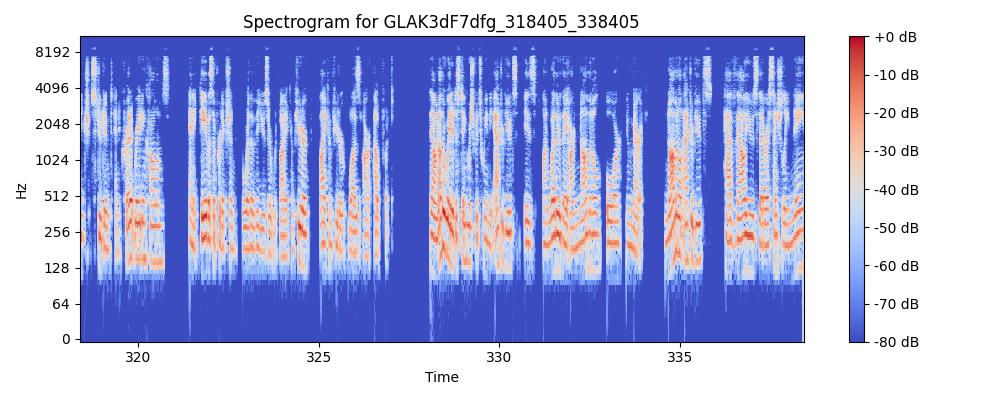 Spectrogram for GLAK3dF7dfg_318405_338405
8192
4096
2048
1024
512
256
128
64
0
Hz
320
325
330
335
Time
+0 dB
-10 dB
-20 dB
-30 dB
-40 dB
-50 dB
-60 dB
-70 dB
-80 dB